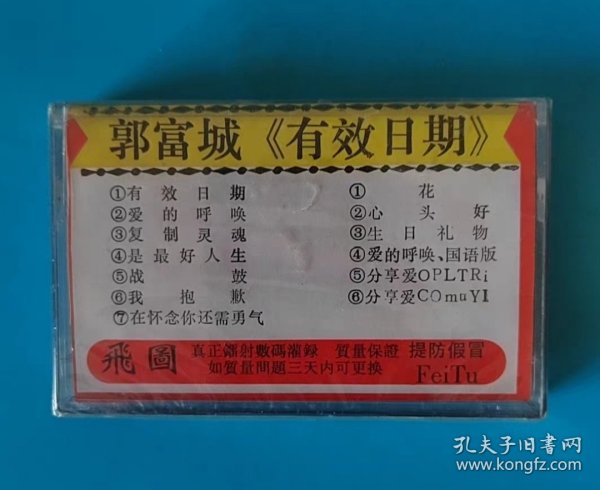 郭富城《有效日期》
①有效日期
②爱的呼唤
③复制灵魂
④是最好人生
⑤战鼓
⑥我抱歉
⑦在怀念你还需勇气
①花
②心头好
③生日礼物
④爱的呼唤、国语版
⑤分享爱OPLTRi
⑥分享爱COmuYI
飛圖
真正镭射數碼灌録 質量保證 提防假冒
如質量問題三天内可更换 FeiTu
孔夫子旧书网
www.kongfz.com